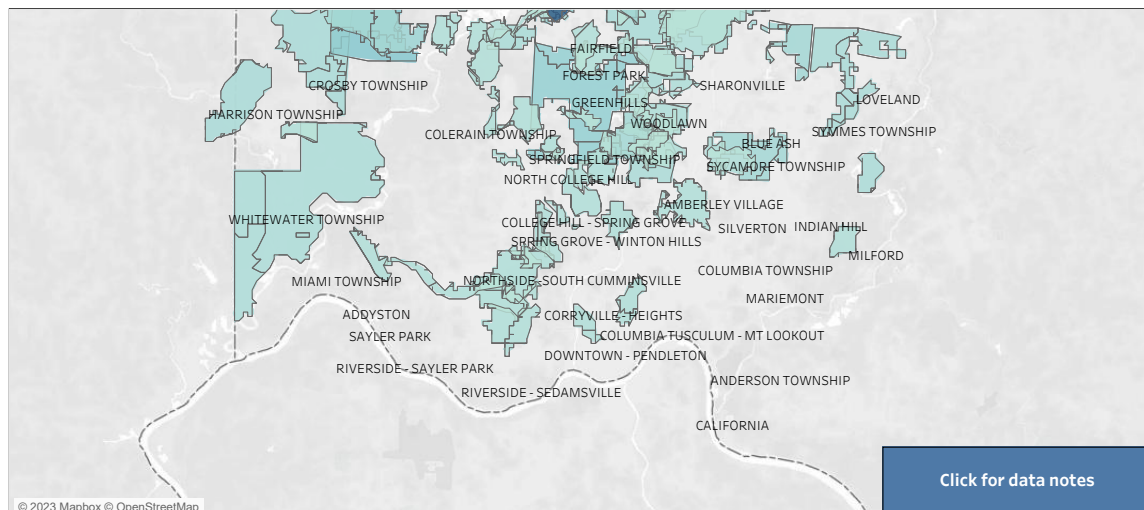 FAIRFIELD
FOREST PARK
CROSBY TOWNSHIP
SHARONVILLE
GREENHILLS
LOVELAND
HARRISON TOWNSHIP
WOODLAWN
COLERAIN TOWNSHIP
SYMMES TOWNSHIP
BLUE ASH
SPRINGFIELD TOWNSHIP
SYCAMORE TOWNSHIP
NORTH COLLEGE HILL
AMBERLEY VILLAGE
WHITEWATER TOWNSHIP
COLLEGE HILL - SPRING GROVE
SILVERTON
INDIAN HILL
SPRING GROVE - WINTON HILLS
MILFORD
COLUMBIA TOWNSHIP
MIAMI TOWNSHIP
NORTHSIDE-SOUTH CUMMINSVILLE
MARIEMONT
ADDYSTON
CORRYVILLE - HEIGHTS
SAYLER PARK
COLUMBIA TUSCULUM - MT LOOKOUT
DOWNTOWN - PENDLETON
RIVERSIDE - SAYLER PARK
ANDERSON TOWNSHIP
RIVERSIDE - SEDAMSVILLE
CALIFORNIA
Click for data notes
© 2023 Mapbox © OpenStreetMap